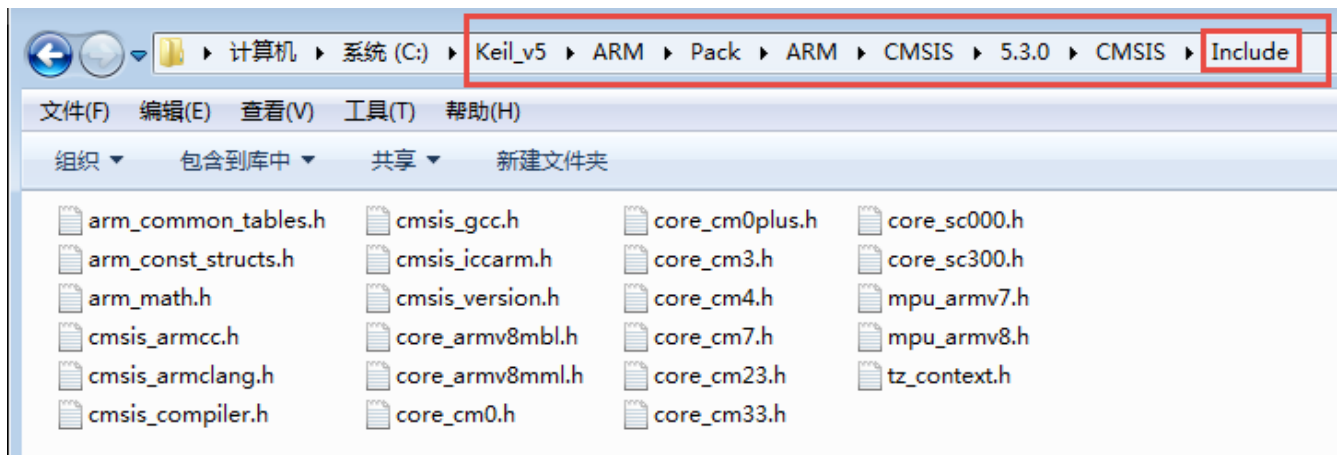 计算机 系统 (C:) Keil_v5 ARM Pack ARM CMSIS 5.3.0 CMSIS Include
文件(F) 编辑(E) 查看(V) 工具(T) 帮助(H)
组织 包含到库中 共享 新建文件夹
arm_common_tables.h cmsis_gcc.h core_cm0plus.h core_sc000.h
arm_const_structs.h cmsis_iccarm.h core_cm3.h core_sc300.h
arm_math.h cmsis_version.h core_cm4.h mpu_armv7.h
cmsis_armcc.h core_armv8mbl.h core_cm7.h mpu_armv8.h
cmsis_armclang.h core_armv8mml.h core_cm23.h tz_context.h
cmsis_compiler.h core_cm0.h core_cm33.h